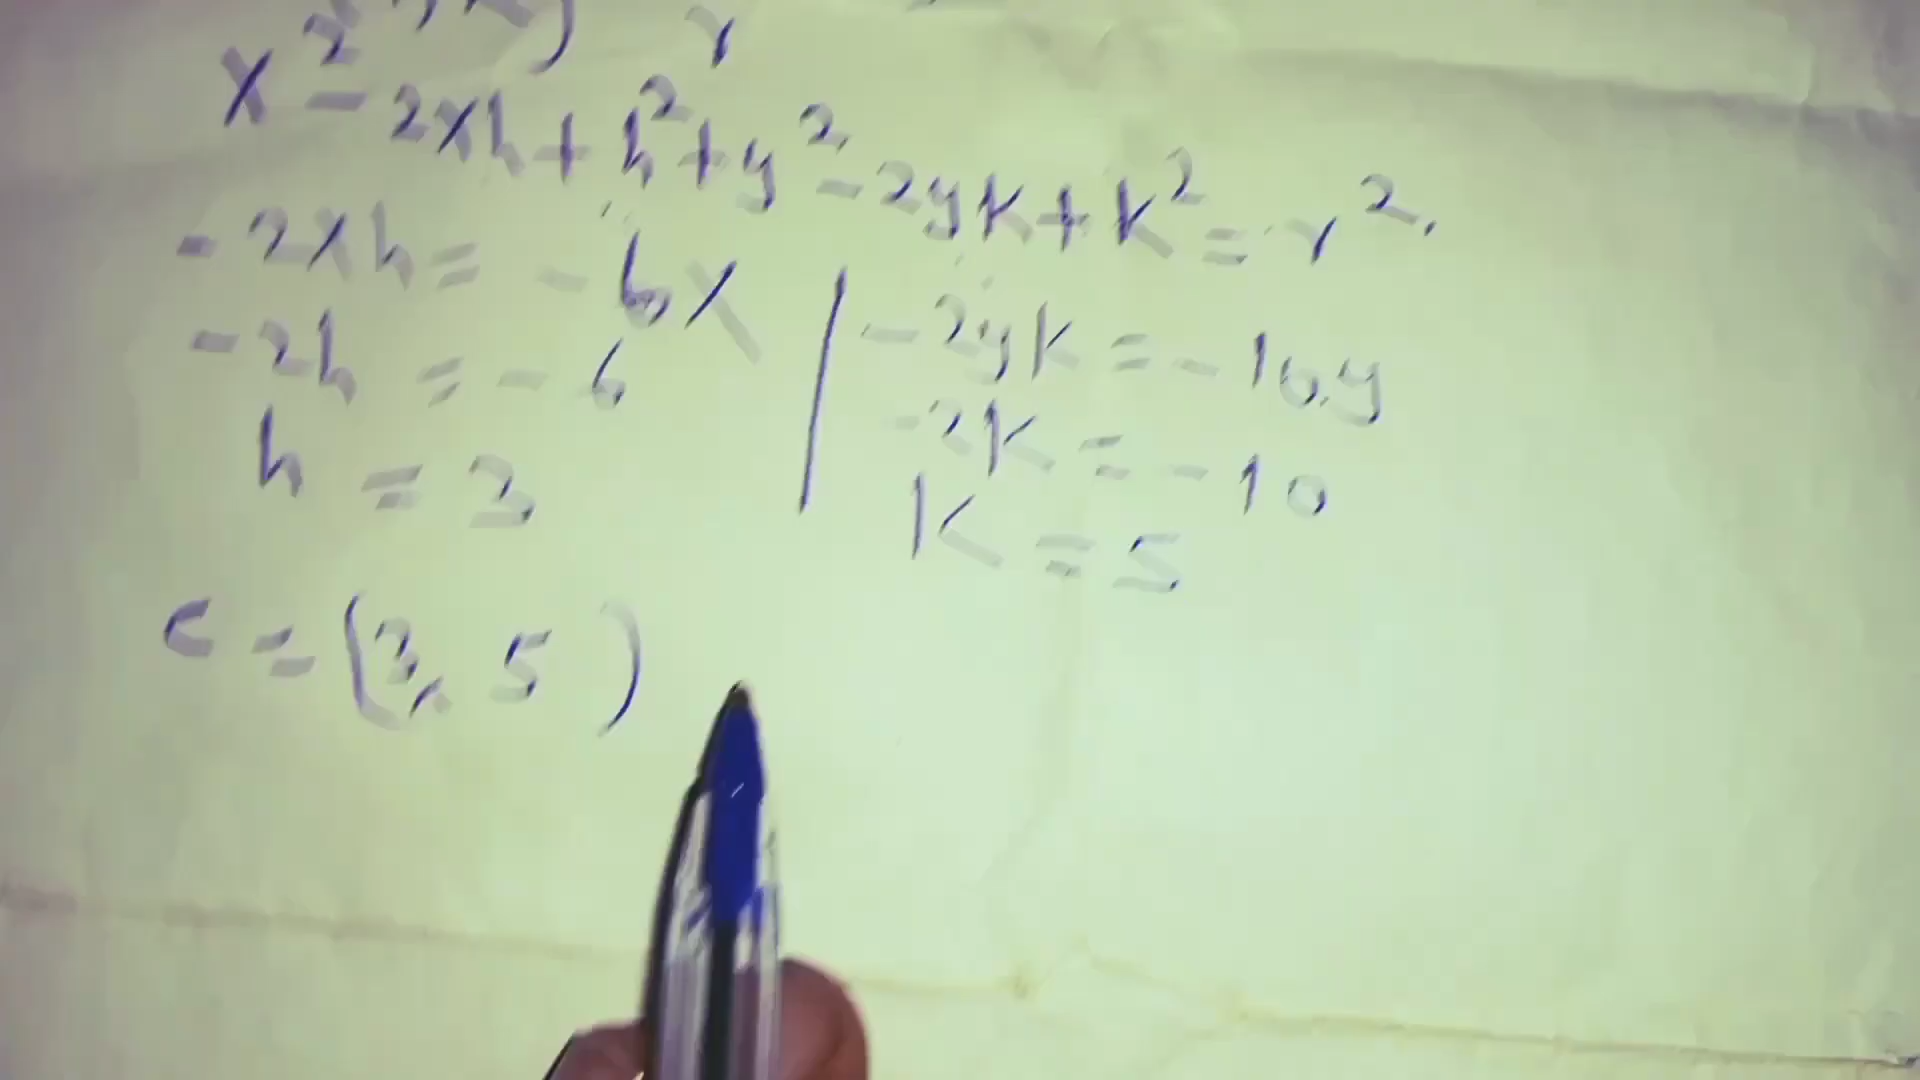 x² - 2xh + h² + y² - 2yk + k² = r².
- 2xh = - 6x | - 2yk = - 10y
- 2h = - 6 | - 2k = - 10
h = 3 | k = 5
c = (3, 5)